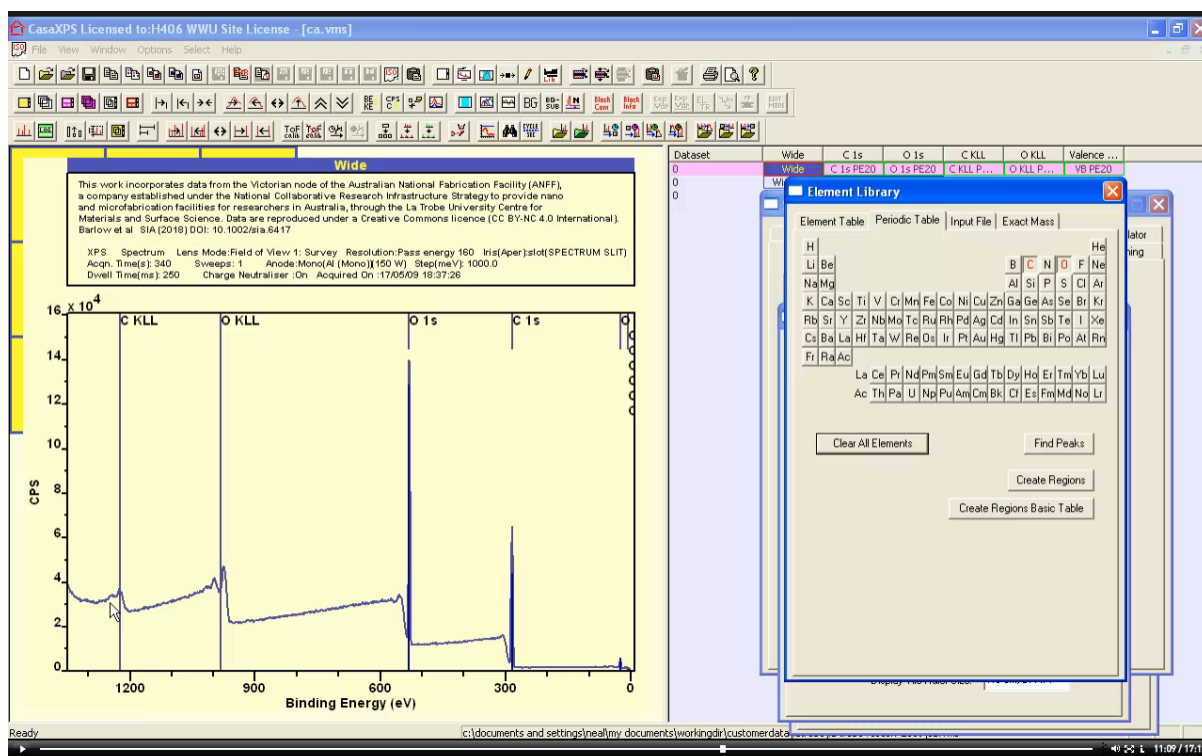 CasaXPS Licensed to:H406 WWU Site License - [ca.vms]
File View Window Options Select Help
Wide
This work incorporates data from the Victorian node of the Australian National Fabrication Facility (ANFF),
a company established under the National Collaborative Research Infrastructure Strategy to provide nano
and microfabrication facilities for researchers in Australia, through the La Trobe University Centre for
Materials and Surface Science. Data are reproduced under a Creative Commons licence (CC BY-NC 4.0 International).
Barlow et al SIA (2018) DOI: 10.1002/sia.6417
XPS Spectrum Lens Mode:Field of View 1: Survey Resolution:Pass energy 160 Iris(Aper):slot(SPECTRUM SLIT)
Acqn. Time(s): 340 Sweeps: 1 Anode:Mono(Al (Mono))(150 W) Step(meV): 1000.0
Dwell Time(ms): 250 Charge Neutraliser :On Acquired On :17/05/09 18:37:26
x 10^4
C KLL O KLL O 1s C 1s
16
14
12
10
8
6
4
2
0
CPS
1200 900 600 300 0
Binding Energy (eV)
Dataset Wide C 1s O 1s C KLL O KLL Valence ...
0 Wide C 1s PE20 O 1s PE20 C KLL P... O KLL P... VB PE20
0
0
Element Library
Element Table Periodic Table Input File Exact Mass
H He
Li Be B C N O F Ne
Na Mg Al Si P S Cl Ar
K Ca Sc Ti V Cr Mn Fe Co Ni Cu Zn Ga Ge As Se Br Kr
Rb Sr Y Zr Nb Mo Tc Ru Rh Pd Ag Cd In Sn Sb Te I Xe
Cs Ba La Hf Ta W Re Os Ir Pt Au Hg Tl Pb Bi Po At Rn
Fr Ra Ac
La Ce Pr Nd Pm Sm Eu Gd Tb Dy Ho Er Tm Yb Lu
Ac Th Pa U Np Pu Am Cm Bk Cf Es Fm Md No Lr
Clear All Elements Find Peaks
Create Regions
Create Regions Basic Table
Ready
c:\documents and settings\neal\my documents\workingdir\customerdata